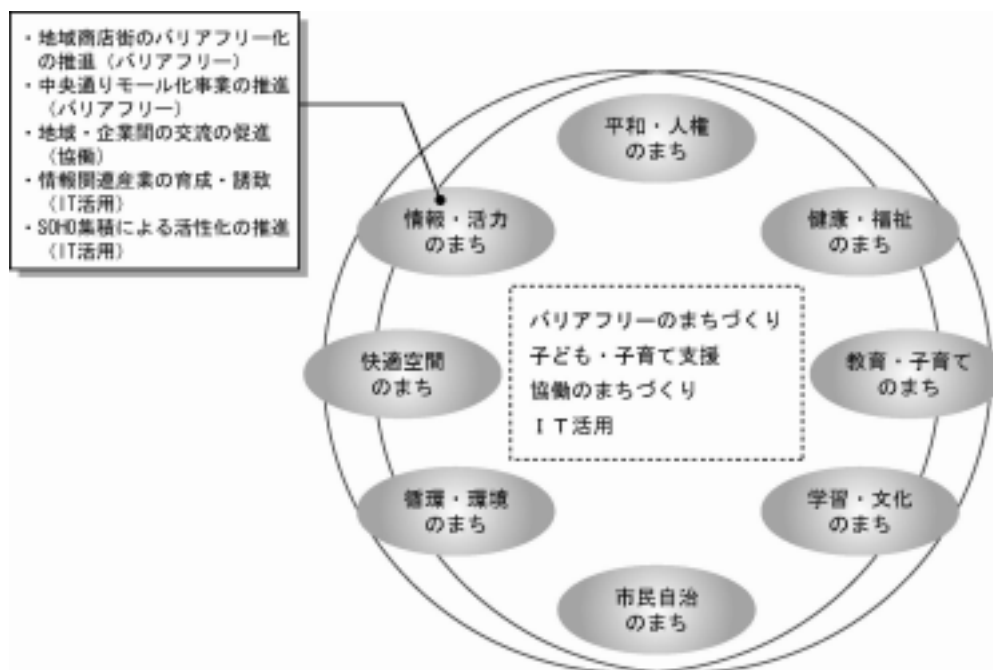 ・地域商店街のバリアフリー化
の推進（バリアフリー）
・中央通りモール化事業の推進
（バリアフリー）
・地域・企業間の交流の促進
（協働）
・情報関連産業の育成・誘致
（IT活用）
・SOHO集積による活性化の推進
（IT活用）
平和・人権
のまち
情報・活力
のまち
健康・福祉
のまち
バリアフリーのまちづくり
子ども・子育て支援
協働のまちづくり
ＩＴ活用
快適空間
のまち
教育・子育て
のまち
循環・環境
のまち
学習・文化
のまち
市民自治
のまち